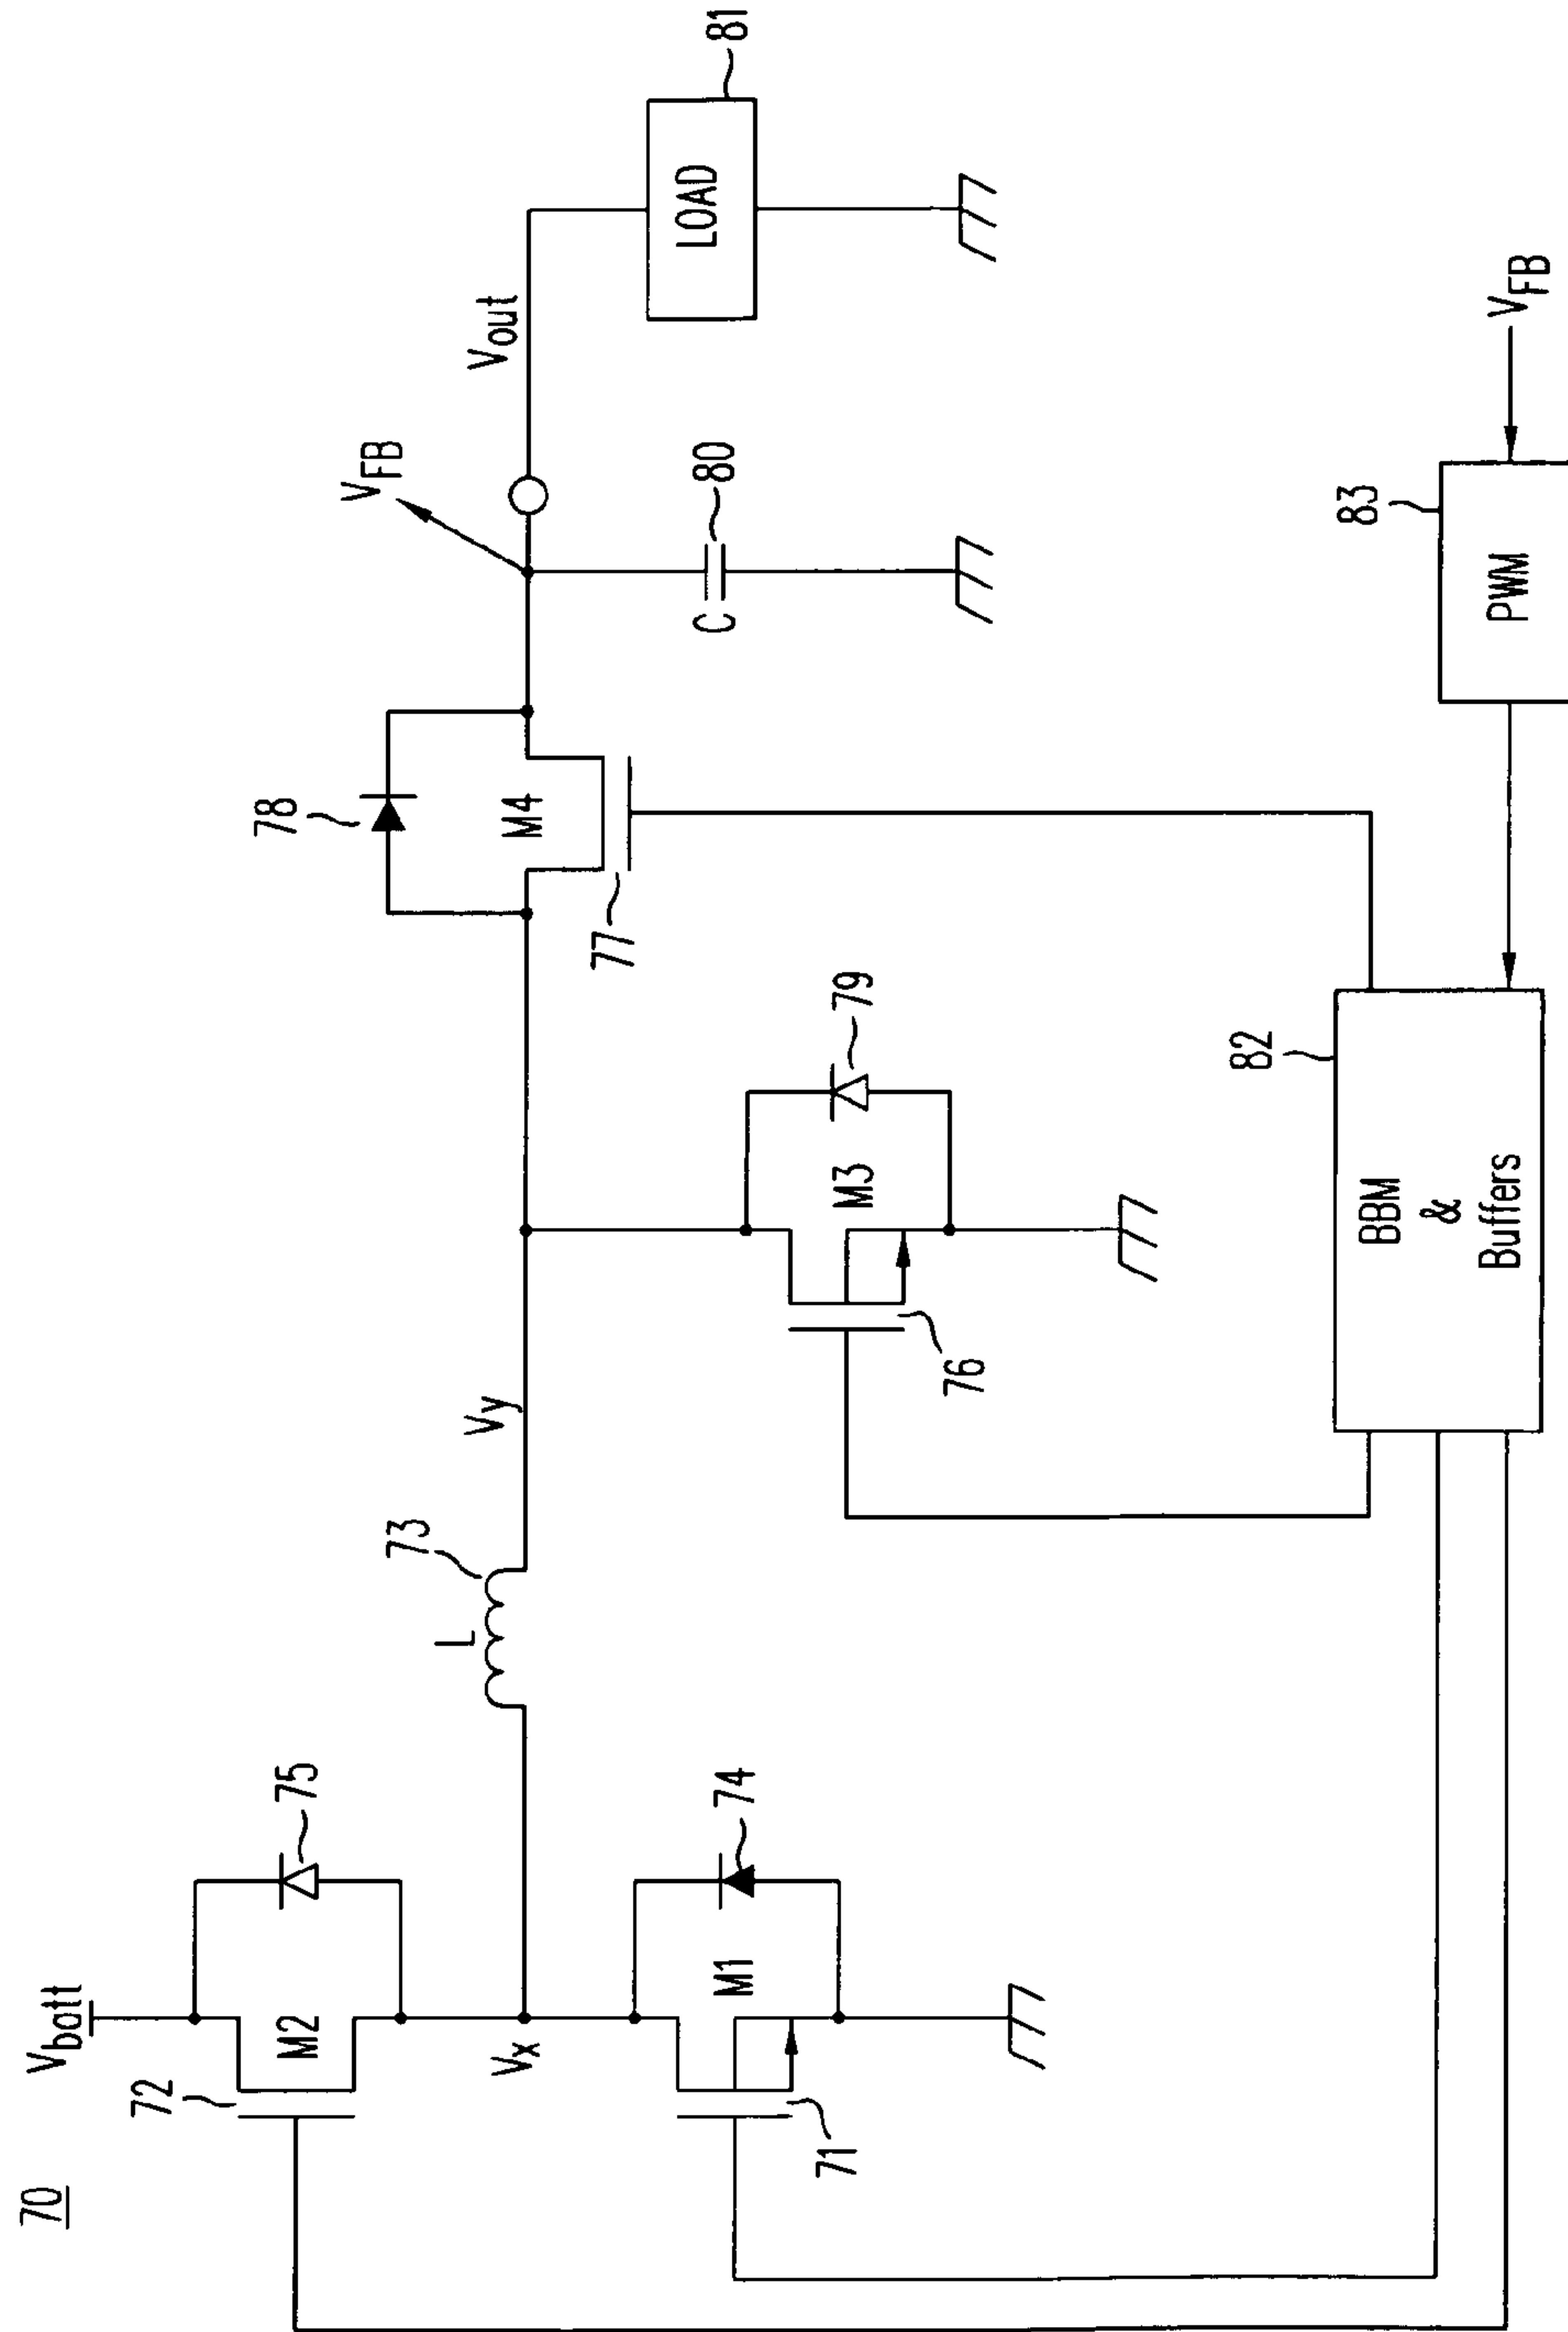 70
V_batt
72
M2
75
V_x
M1
74
71
L
73
V_y
M3
79
76
78
M4
77
V_FB
C
80
V_out
LOAD
81
82
BBM
&
Buffers
83
PWM
V_FB